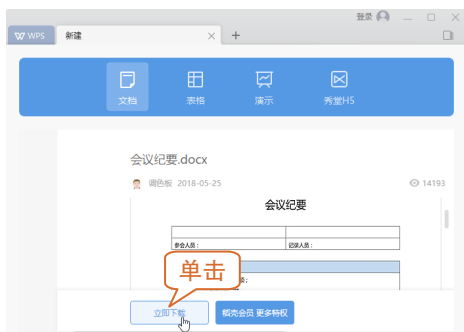 登录
WPS 新建
文档 表格 演示 秀堂H5
会议纪要.docx
调色板 2018-05-25 14193
会议纪要
参会人员： 记录人员：
单击
立即下载 稻壳会员 更多特权